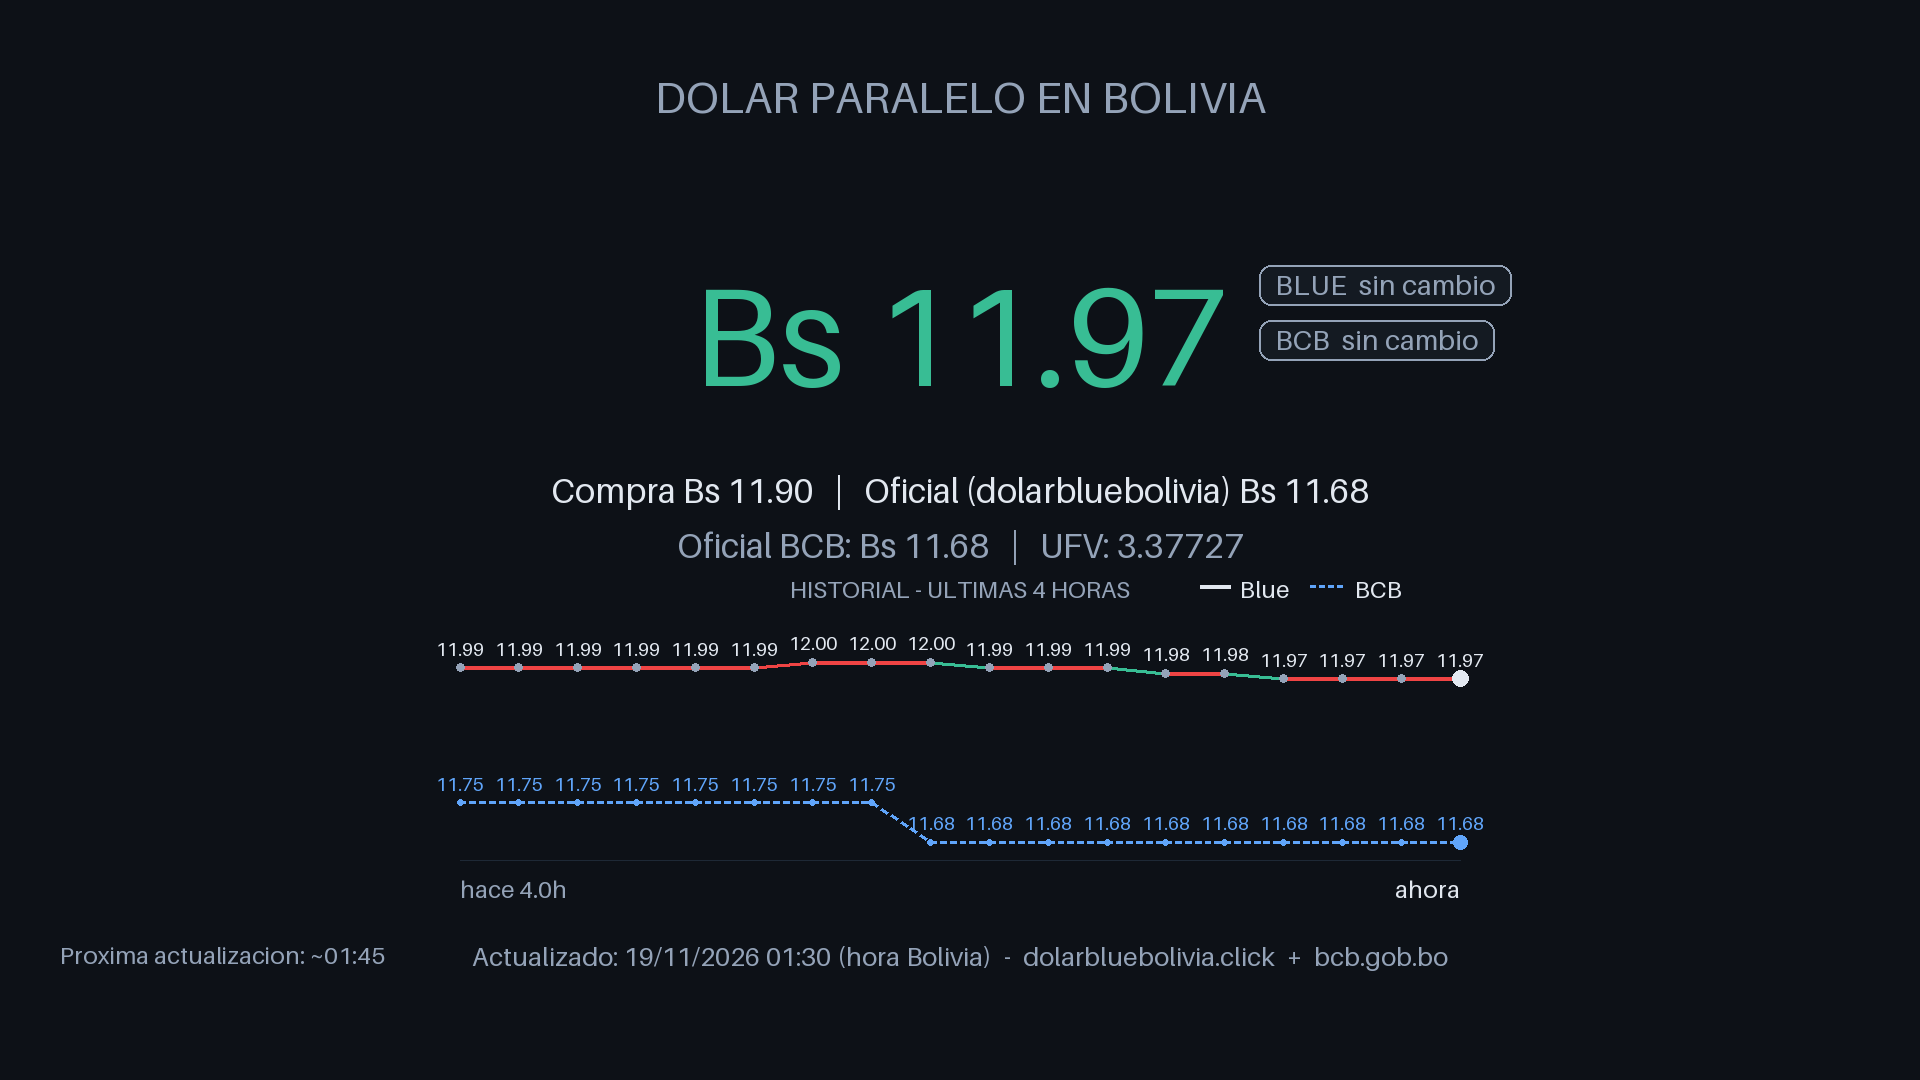 DOLAR PARALELO EN BOLIVIA
Bs 11.97
BLUE sin cambio
BCB sin cambio
Compra Bs 11.90 | Oficial (dolarbluebolivia) Bs 11.68
Oficial BCB: Bs 11.68 | UFV: 3.37727
HISTORIAL - ULTIMAS 4 HORAS
Blue
BCB
11.99 11.99 11.99 11.99 11.99 11.99 12.00 12.00 12.00 11.99 11.99 11.99 11.98 11.98 11.97 11.97 11.97 11.97
11.75 11.75 11.75 11.75 11.75 11.75 11.75 11.75 11.68 11.68 11.68 11.68 11.68 11.68 11.68 11.68 11.68 11.68
hace 4.0h
ahora
Proxima actualizacion: ~01:45
Actualizado: 19/11/2026 01:30 (hora Bolivia) - dolarbluebolivia.click + bcb.gob.bo